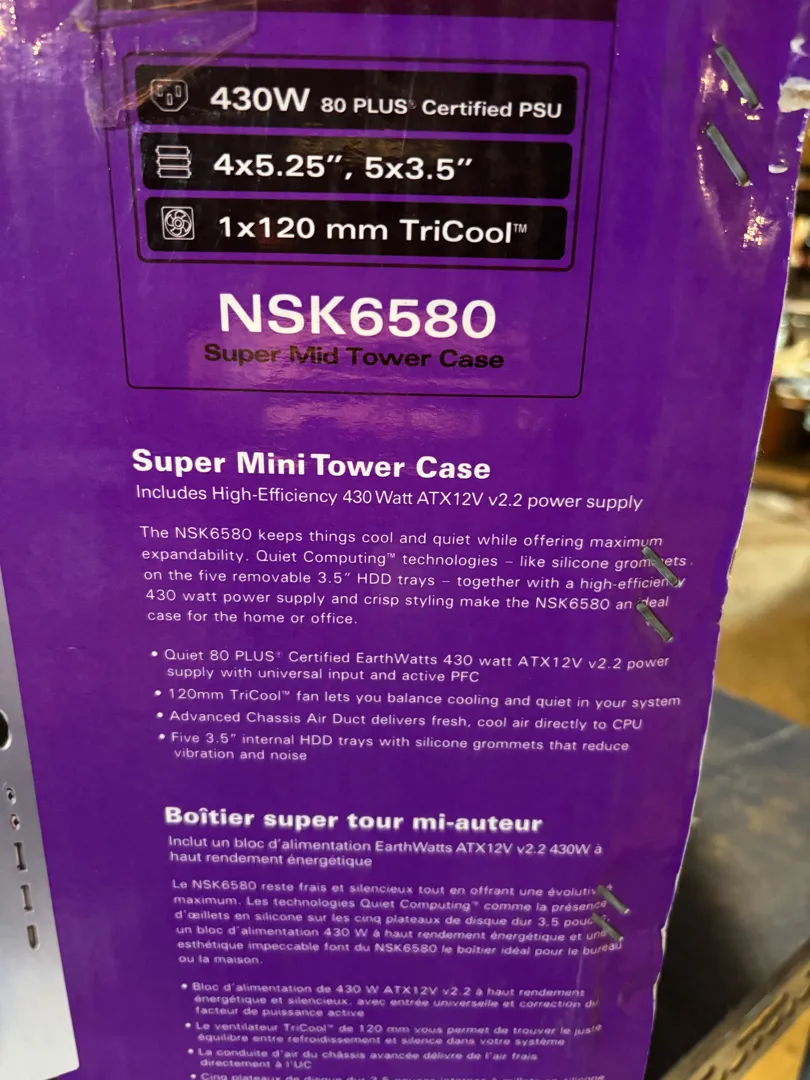 430W 80 PLUS® Certified PSU
4x5.25”, 5x3.5”
1x120 mm TriCool™
NSK6580
Super Mid Tower Case
Super Mini Tower Case
Includes High-Efficiency 430 Watt ATX12V v2.2 power supply
The NSK6580 keeps things cool and quiet while offering maximum
expandability. Quiet Computing™ technologies – like silicone grommets
on the five removable 3.5” HDD trays – together with a high-efficiency
430 watt power supply and crisp styling make the NSK6580 an ideal
case for the home or office.
• Quiet 80 PLUS® Certified EarthWatts 430 watt ATX12V v2.2 power
supply with universal input and active PFC
• 120mm TriCool™ fan lets you balance cooling and quiet in your system
• Advanced Chassis Air Duct delivers fresh, cool air directly to CPU
• Five 3.5” internal HDD trays with silicone grommets that reduce
vibration and noise
Boîtier super tour mi-auteur
Inclut un bloc d’alimentation EarthWatts ATX12V v2.2 430W à
haut rendement énergétique
Le NSK6580 reste frais et silencieux tout en offrant une évolutivité
maximum. Les technologies Quiet Computing™ comme la présence
d’œillets en silicone sur les cinq plateaux de disque dur 3.5 pouces,
un bloc d’alimentation 430 W à haut rendement énergétique et une
esthétique impeccable font du NSK6580 le boîtier idéal pour le bureau
ou la maison.
• Bloc d’alimentation de 430 W ATX12V v2.2 à haut rendement
énergétique et silencieux, avec entrée universelle et correction du
facteur de puissance active
• Le ventilateur TriCool™ de 120 mm vous permet de trouver le juste
équilibre entre refroidissement et silence dans votre système
• La conduite d’air du châssis avancée délivre de l’air frais
directement à l’UC
• Cinq plateaux de disque dur 3.5 pouces